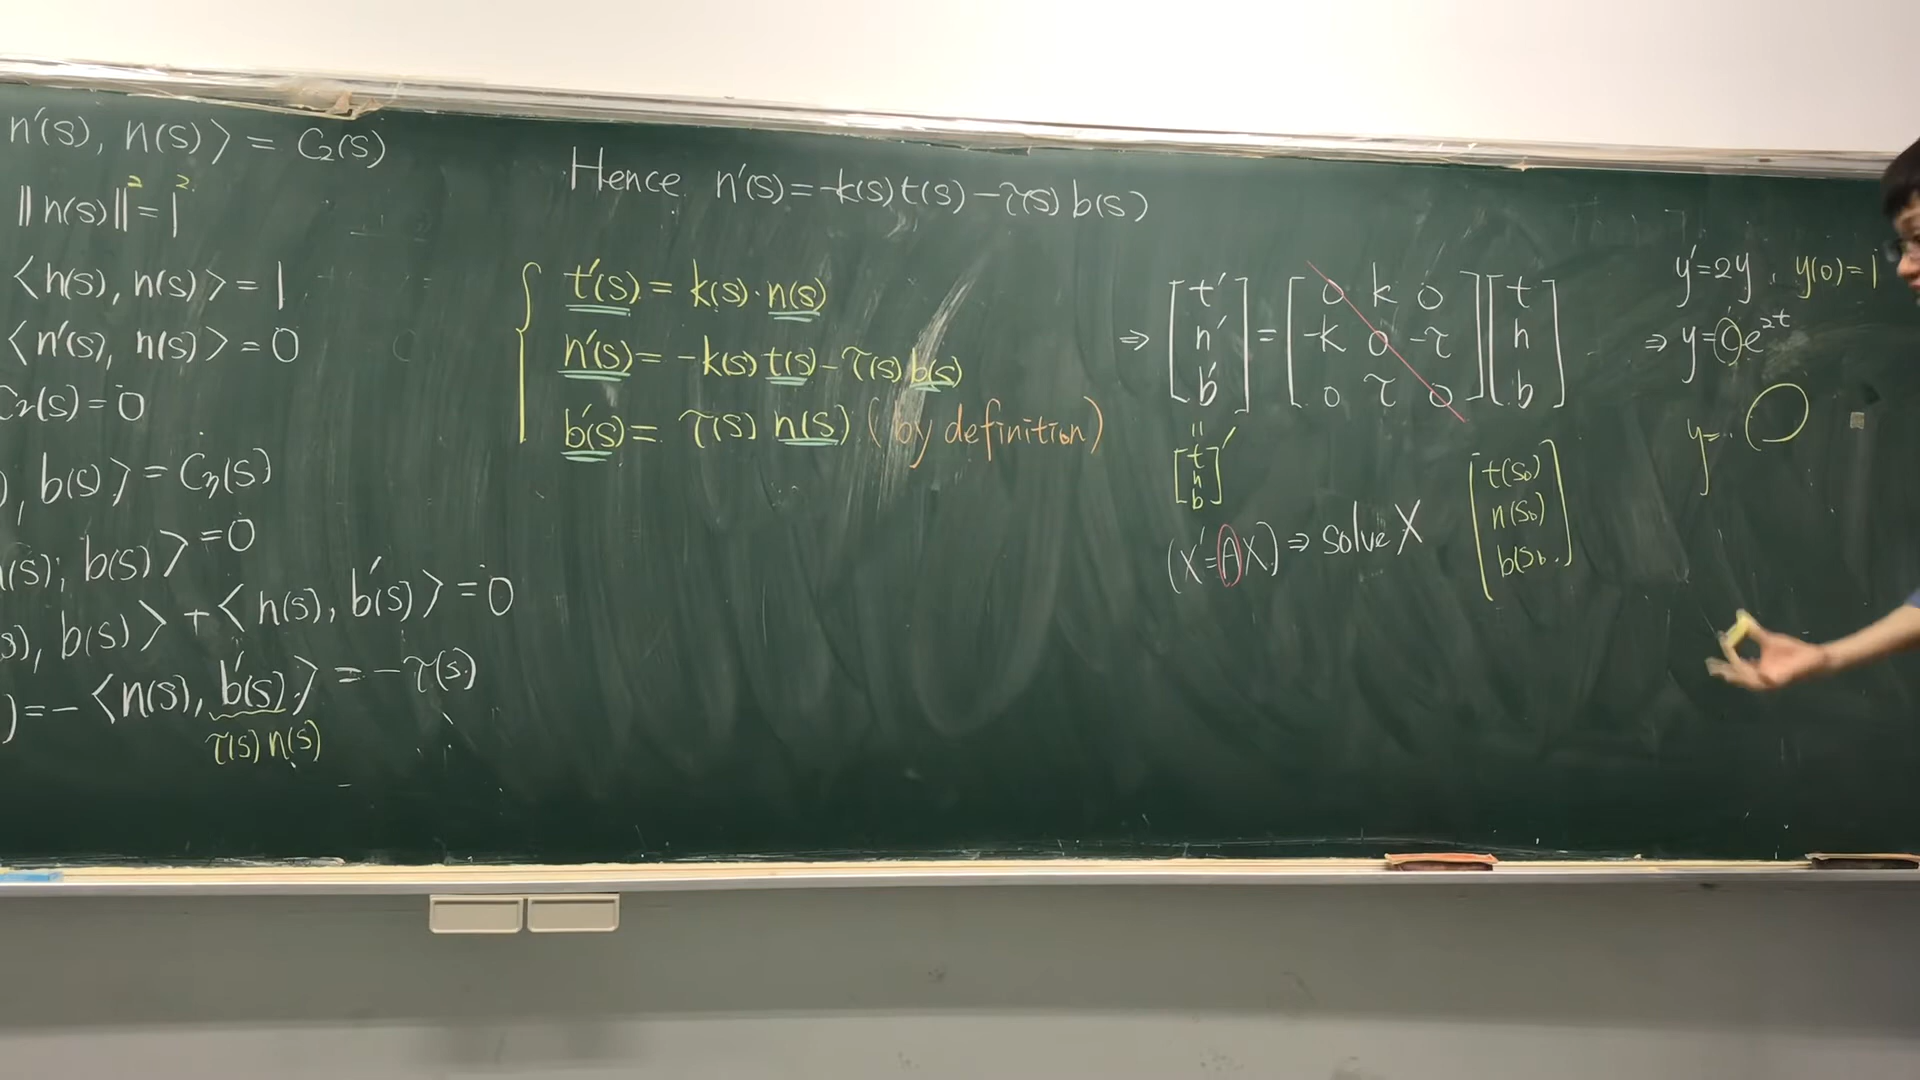 n′(s), n(s)⟩ = C₂(s)
‖n(s)‖² = 1²
⟨n(s), n(s)⟩ = 1
⟨n′(s), n(s)⟩ = 0
C₂(s) = 0
), b(s)⟩ = C₃(s)
(s), b(s)⟩ = 0
s), b(s)⟩ + ⟨n(s), b′(s)⟩ = 0
) = - ⟨n(s), b′(s)⟩ = -τ(s)
τ(s) n(s)
Hence n′(s) = -k(s)t(s) - τ(s) b(s)
{ t′(s) = k(s)·n(s)
n′(s) = -k(s) t(s) - τ(s) b(s)
b′(s) = τ(s) n(s) (by definition)
⇒ [t′ n′ b′] = [0 k 0
-k 0 -τ
0 τ 0] [t n b]
"
[t n b]′
(X′ = AX) ⇒ solve X
[t(s₀)
n(s₀)
b(s₀)]
y′=2y, y(0)=1
⇒ y=Ce²ᵗ
y=